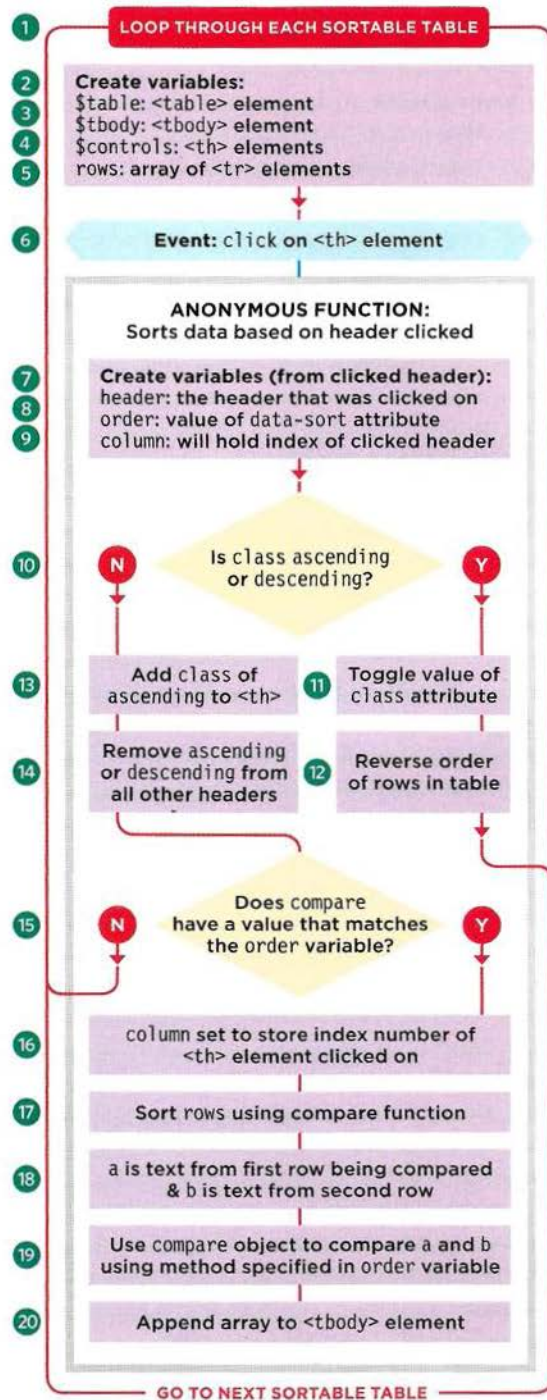 1 LOOP THROUGH EACH SORTABLE TABLE
2 Create variables:
3 $table: <table> element
$tbody: <tbody> element
4 $controls: <th> elements
5 rows: array of <tr> elements
6 Event: click on <th> element
ANONYMOUS FUNCTION:
Sorts data based on header clicked
7 Create variables (from clicked header):
8 header: the header that was clicked on
order: value of data-sort attribute
9 column: will hold index of clicked header
10 N
Is class ascending
or descending?
Y
13 Add class of
ascending to <th>
11 Toggle value of
class attribute
14 Remove ascending
or descending from
all other headers
12 Reverse order
of rows in table
15 N
Does compare
have a value that matches
the order variable?
Y
16 column set to store index number of
<th> element clicked on
17 Sort rows using compare function
18 a is text from first row being compared
& b is text from second row
19 Use compare object to compare a and b
using method specified in order variable
20 Append array to <tbody> element
GO TO NEXT SORTABLE TABLE